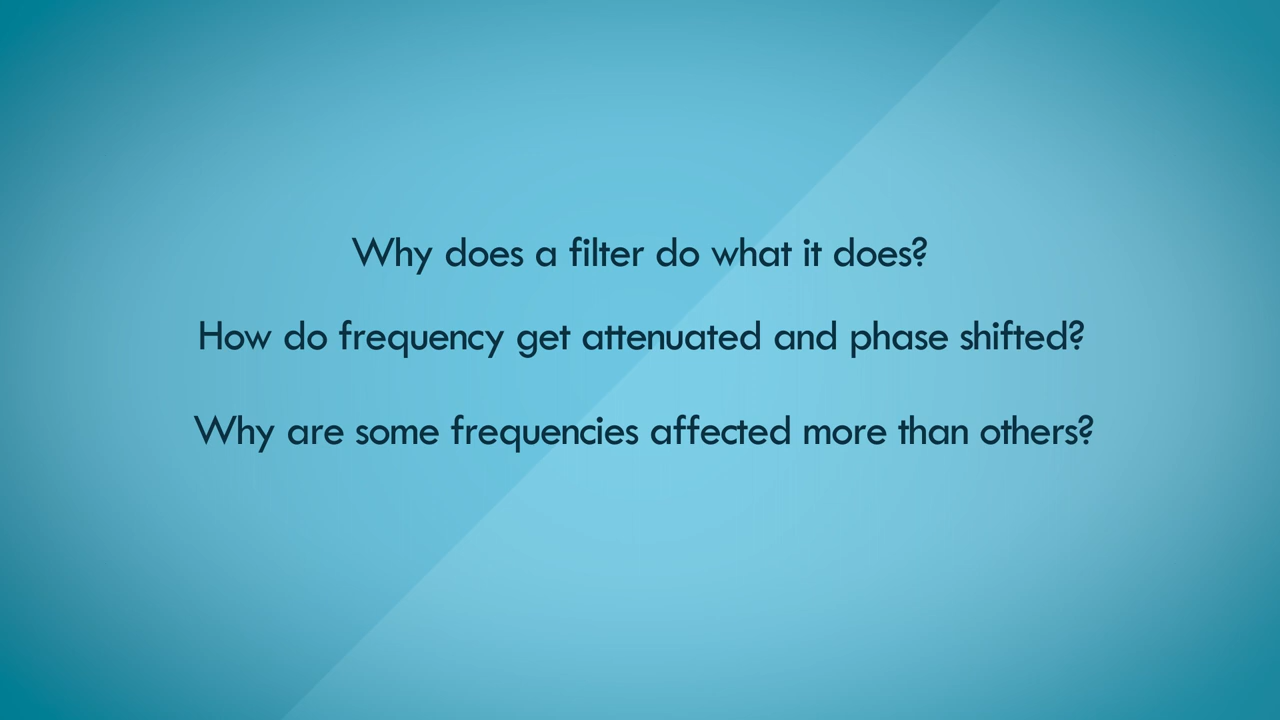 Why does a filter do what it does?
How do frequency get attenuated and phase shifted?
Why are some frequencies affected more than others?